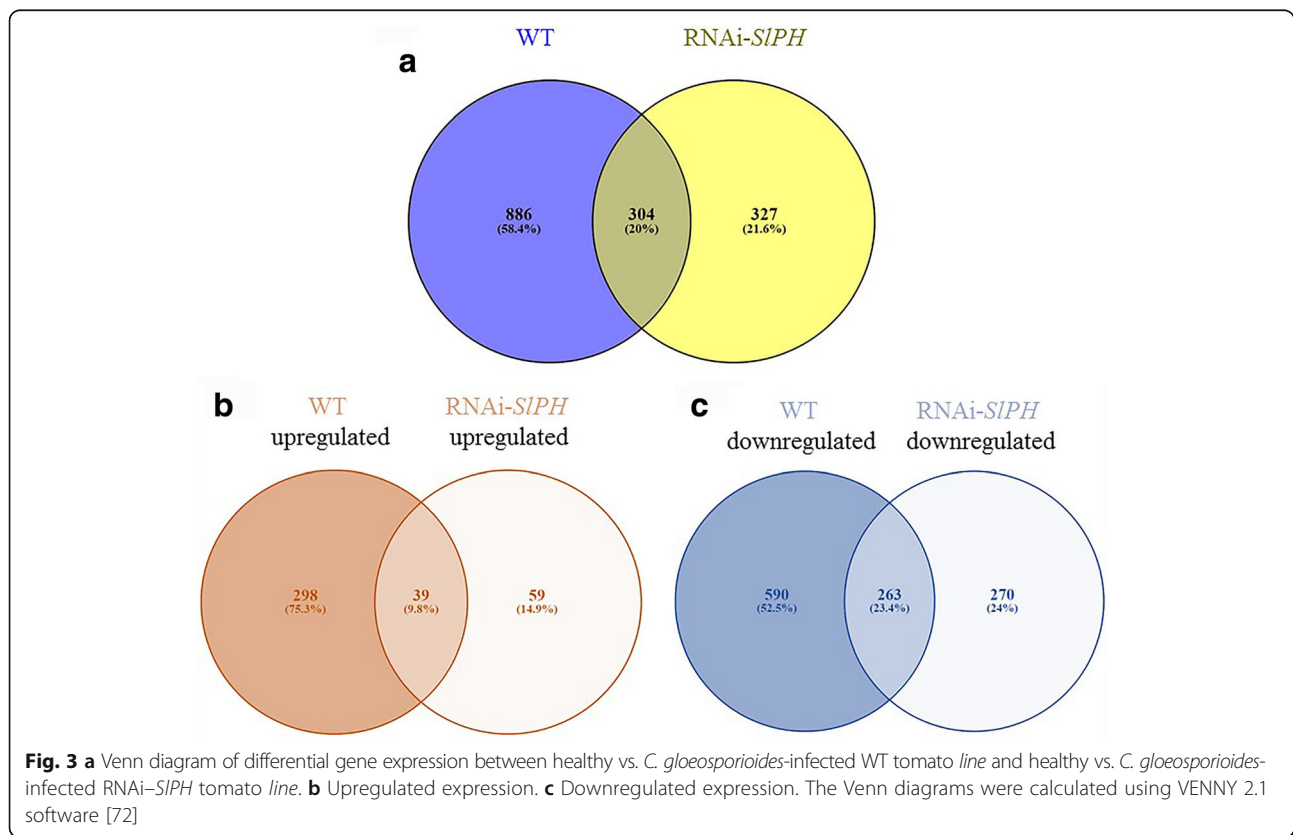 WT RNAi-SlPH
a
886 304 327
(58.4%) (20%) (21.6%)
b c
WT RNAi-SlPH WT RNAi-SlPH
upregulated upregulated downregulated downregulated
298 39 59 590 263 270
(75.3%) (9.8%) (14.9%) (52.5%) (23.4%) (24%)
Fig. 3 a Venn diagram of differential gene expression between healthy vs. C. gloeosporioides-infected WT tomato line and healthy vs. C. gloeosporioides-
infected RNAi–SlPH tomato line. b Upregulated expression. c Downregulated expression. The Venn diagrams were calculated using VENNY 2.1
software [72]